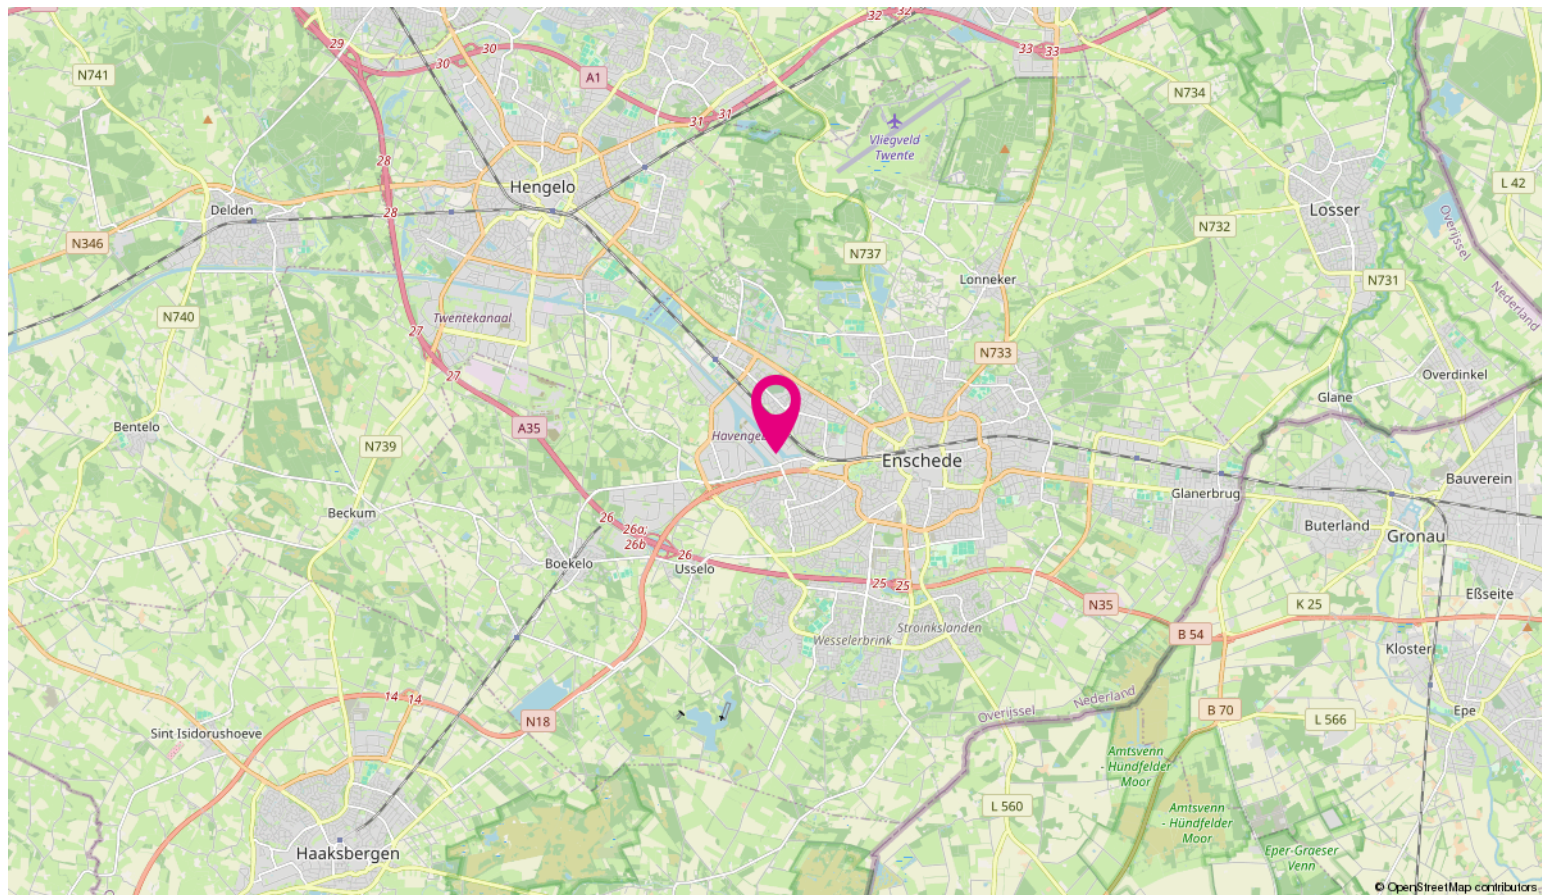 32
32
29
30
33
33
N741
30
A1
N734
31
31
Vliegveld
Twente
28
Hengelo
L 42
Losser
Delden
28
Overijssel
N732
N346
N737
Lonneker
N731
Nederland
N740
Twentekanaal
27
N733
27
Overdinkel
Glane
Bentelo
A35
Haveng
N739
Enschede
Bauverein
Glanerbrug
Beckum
26
Buterland
26a;
26b
Gronau
26
Boekelo
Usselo
25
25
Eßseite
N35
K 25
Stroinkslanden
B 54
Wesselerbrink
Kloster
14
14
Nederland
Overijssel
B 70
Epe
N18
L 566
Sint Isidorushoeve
Amtsvenn
- Hündfelder
Moor
L 560
Amtsvenn
- Hündfelder
Moor
Haaksbergen
Eper-Graeser
Venn
© OpenStreetMap contributors